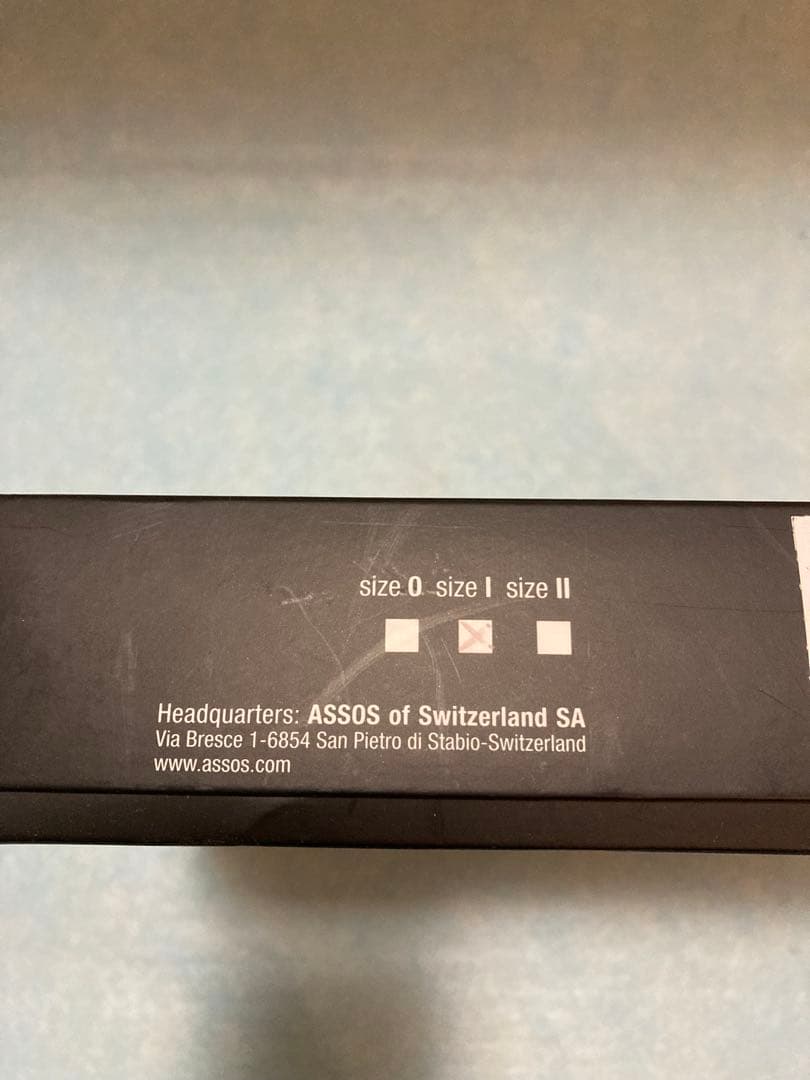 size 0 size I size II
Headquarters: ASSOS of Switzerland SA
Via Bresce 1-6854 San Pietro di Stabio-Switzerland
www.assos.com